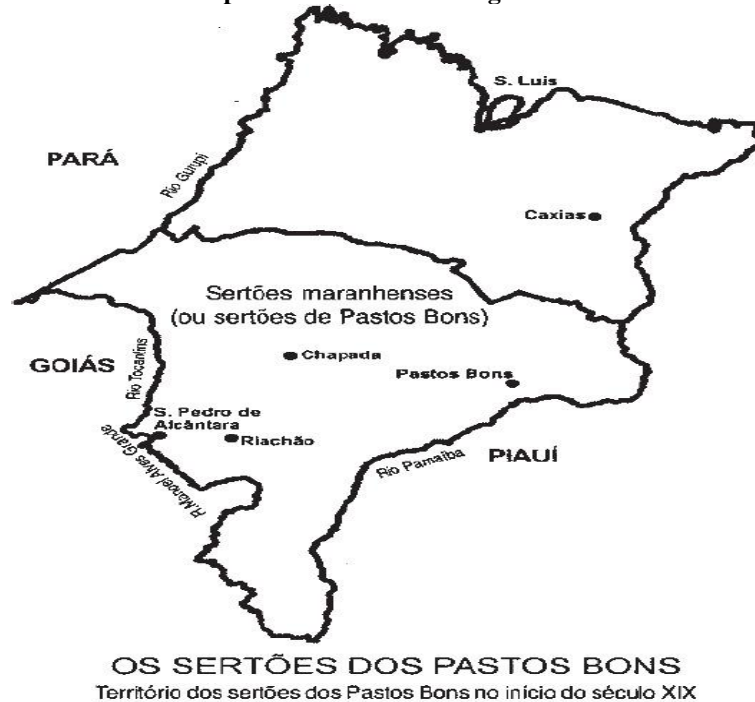 S. Luis
PARÁ
Rio Gurupi
Caxias
Sertões maranhenses
(ou sertões de Pastos Bons)
GOIÁS
Rio Tocantins
Chapada
Pastos Bons
S. Pedro de
Alcântara
Riachão
R. Manoel Alves Grande
Rio Parnaíba
PIAUÍ
OS SERTÕES DOS PASTOS BONS
Território dos sertões dos Pastos Bons no início do século XIX